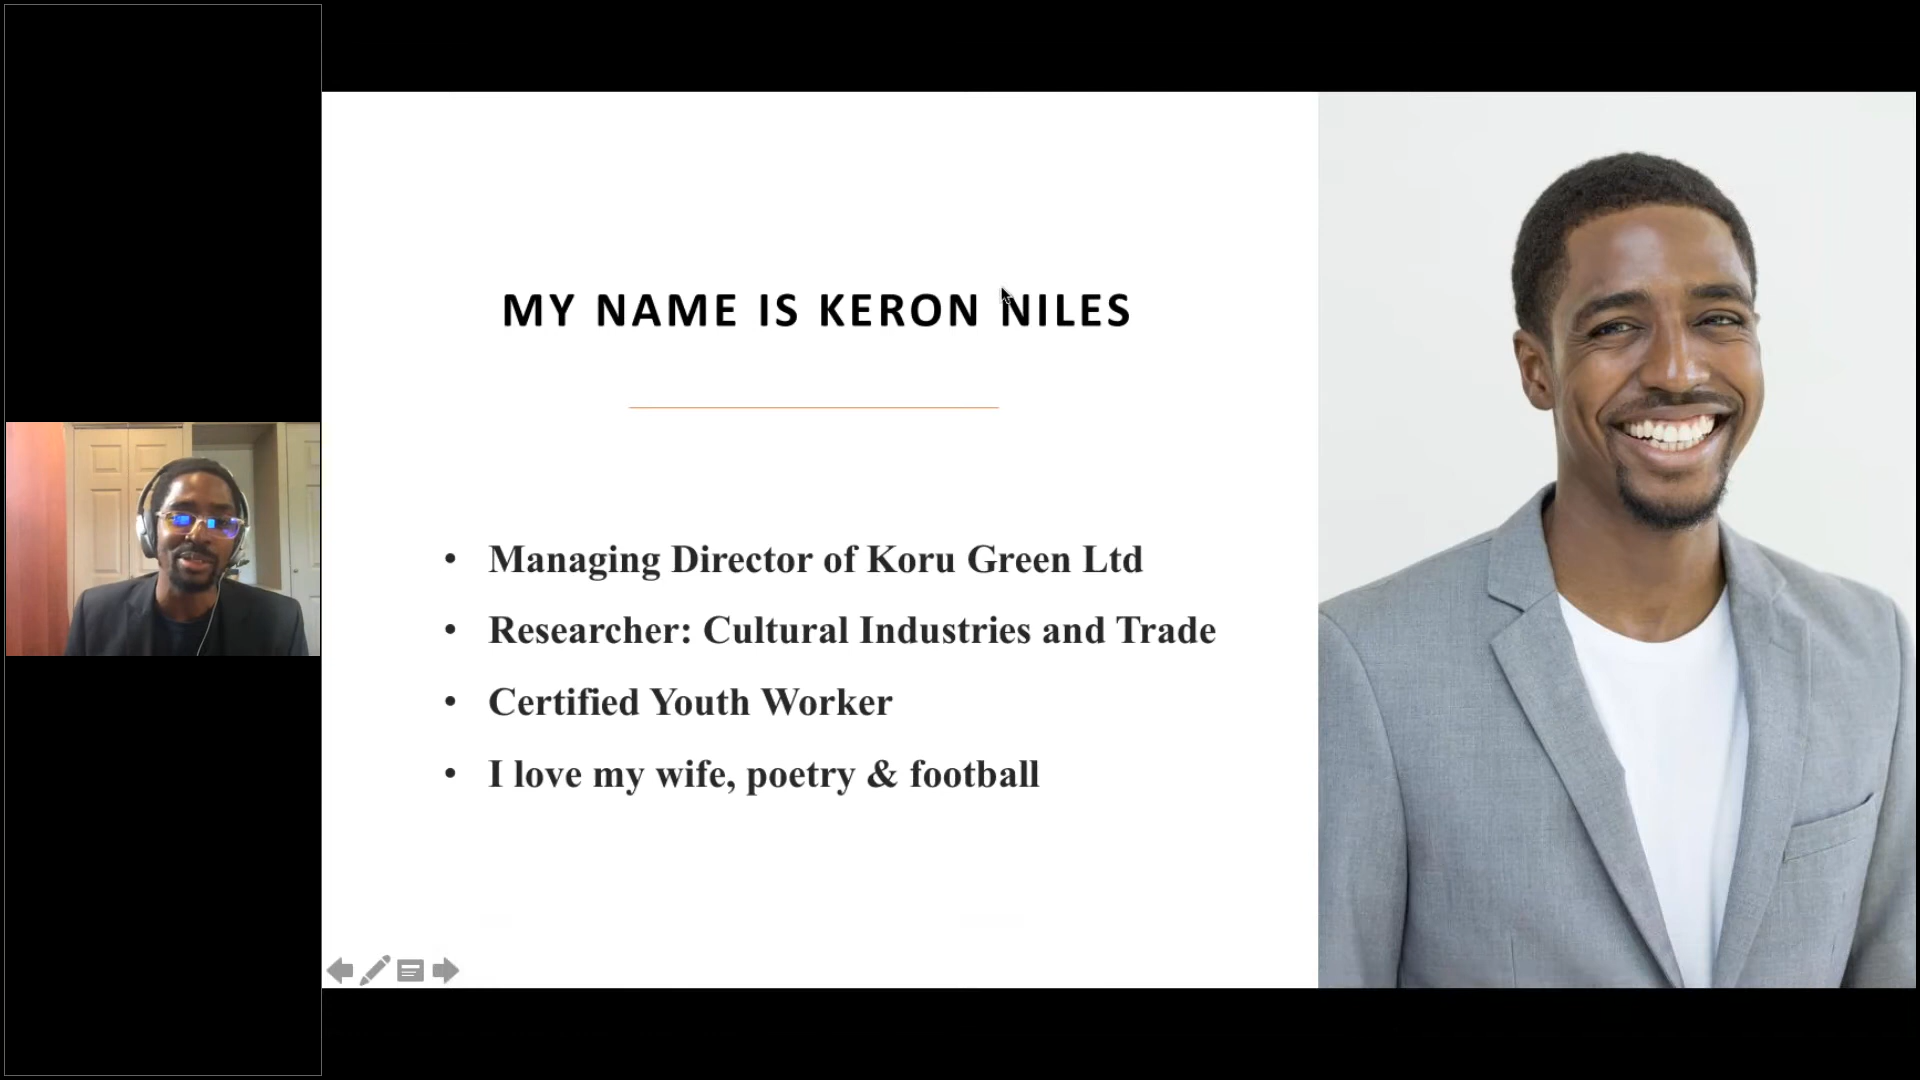 MY NAME IS KERON NILES
• Managing Director of Koru Green Ltd
• Researcher: Cultural Industries and Trade
• Certified Youth Worker
• I love my wife, poetry & football